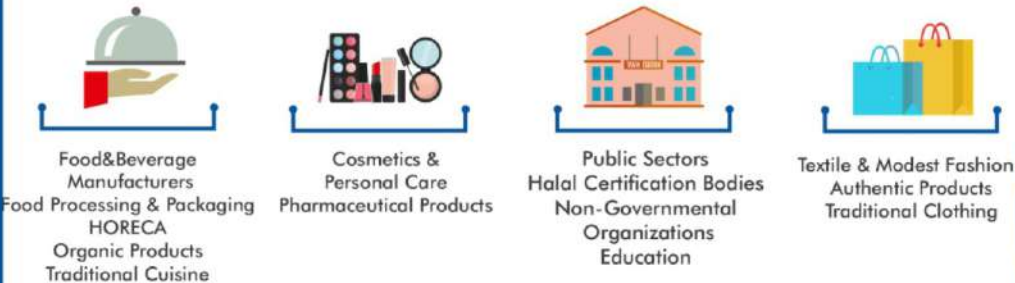 Food&Beverage
Manufacturers
Food Processing & Packaging
HORECA
Organic Products
Traditional Cuisine
Cosmetics &
Personal Care
Pharmaceutical Products
Public Sectors
Halal Certification Bodies
Non-Governmental
Organizations
Education
Textile & Modest Fashion
Authentic Products
Traditional Clothing